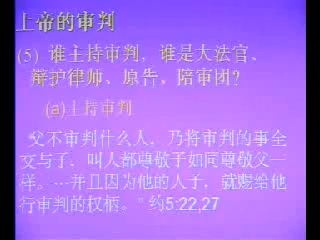 上帝的审判
(5) 谁主持审判，谁是大法官、
辩护律师、原告、陪审团？
(a)主持审判
“父不审判什么人，乃将审判的事全
交与子，叫人都尊敬子如同尊敬父一
样。…并且因为他的人子，就赐给他
行审判的权柄。”约5:22,27